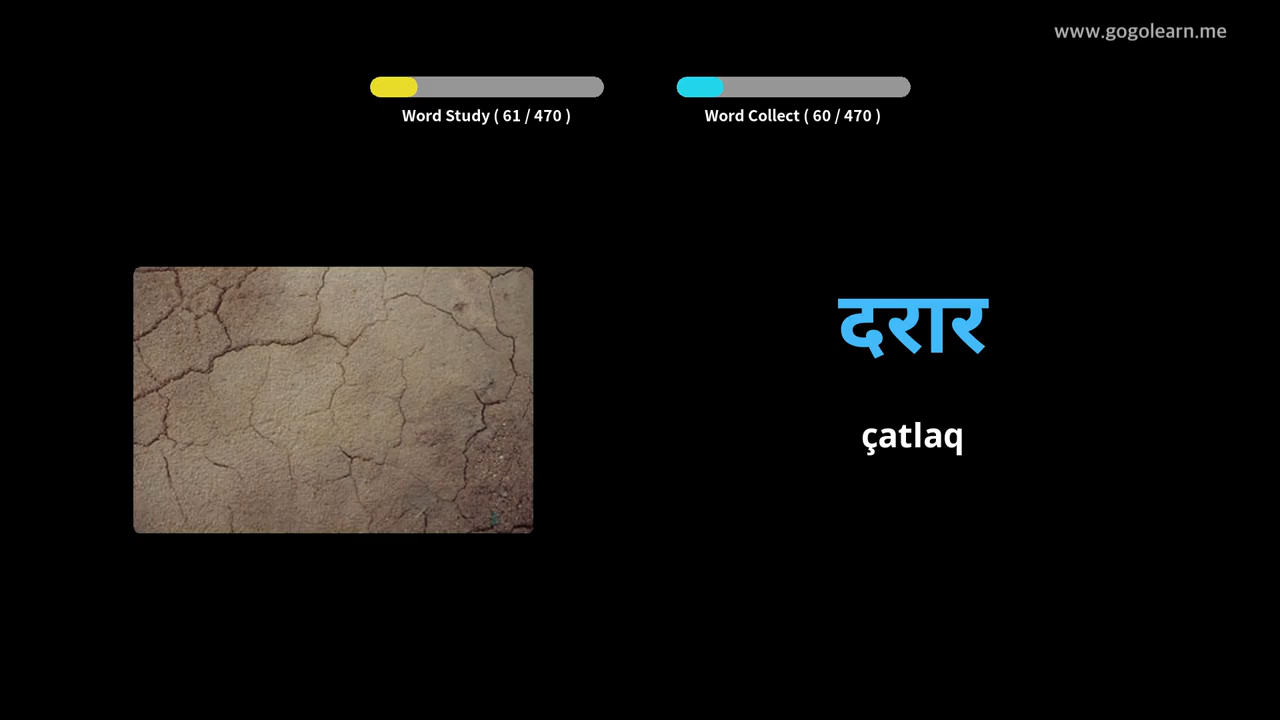 www.gogolearn.me
Word Study ( 61 / 470 )
Word Collect ( 60 / 470 )
दरार
çatlaq